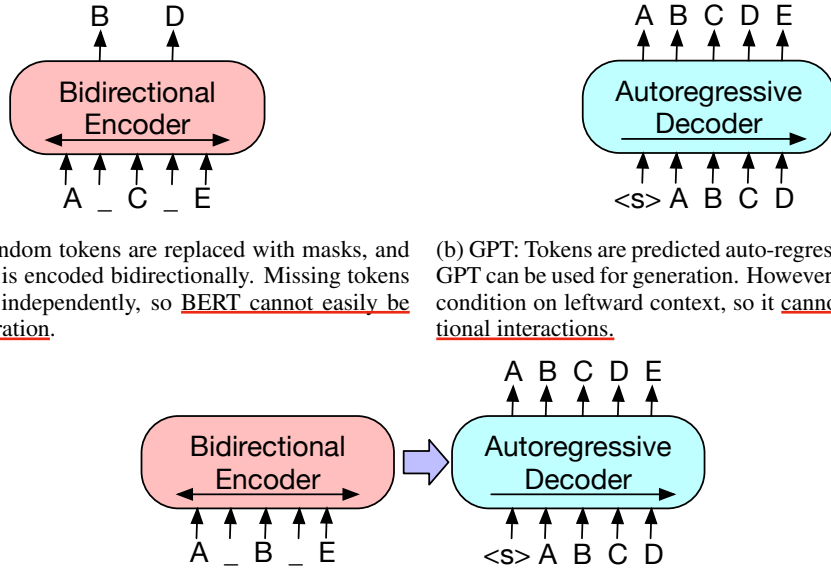 B D
Bidirectional
Encoder
A _ C _ E
A B C D E
Autoregressive
Decoder
<s> A B C D
ndom tokens are replaced with masks, and
is encoded bidirectionally. Missing tokens
independently, so BERT cannot easily be
ration.
(b) GPT: Tokens are predicted auto-regres
GPT can be used for generation. However
condition on leftward context, so it canno
tional interactions.
Bidirectional
Encoder
A _ B _ E
A B C D E
Autoregressive
Decoder
<s> A B C D